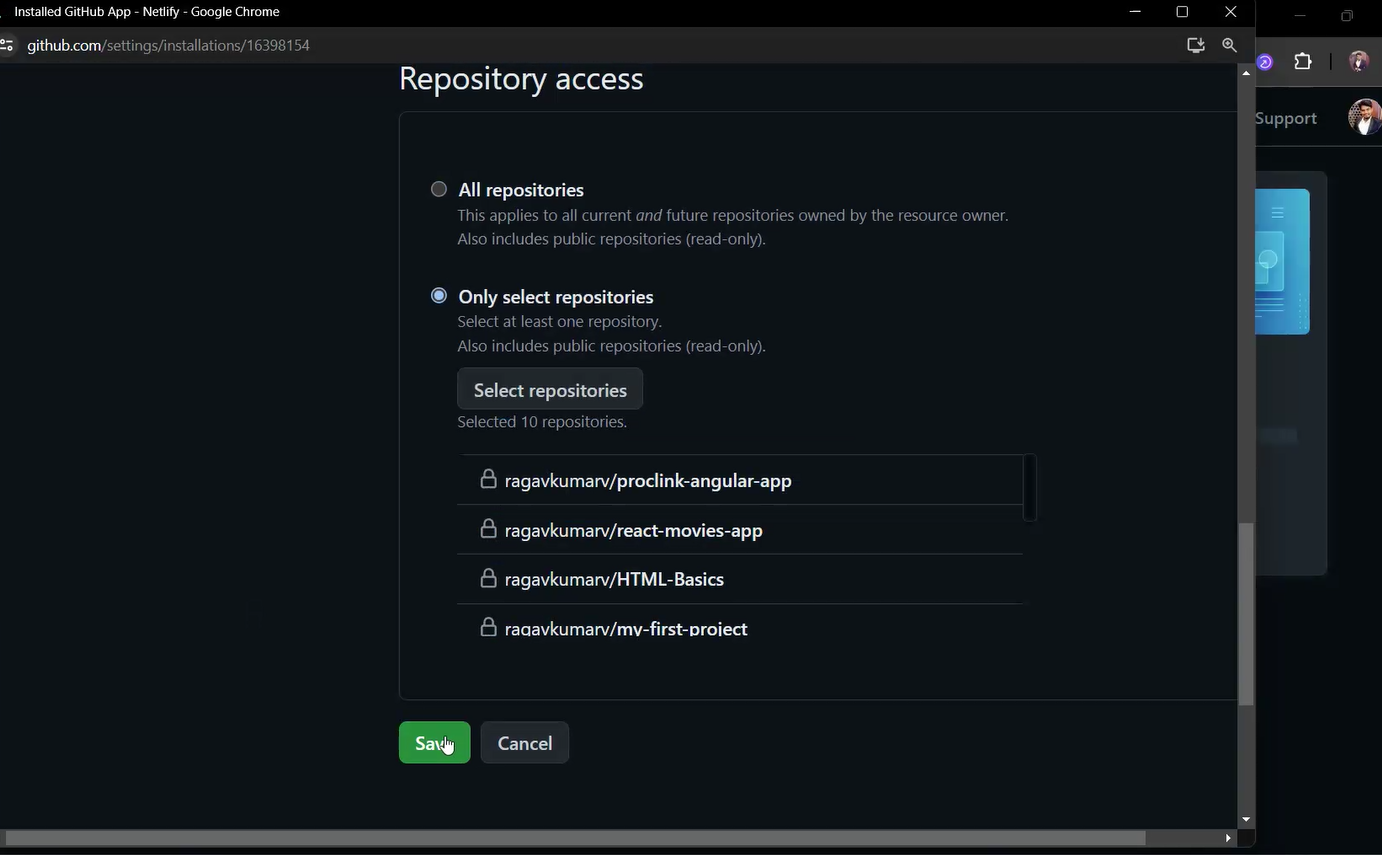 Installed GitHub App - Netlify - Google Chrome
github.com/settings/installations/16398154
Support
Repository access
All repositories
This applies to all current and future repositories owned by the resource owner.
Also includes public repositories (read-only).
Only select repositories
Select at least one repository.
Also includes public repositories (read-only).
Select repositories
Selected 10 repositories.
ragavkumarv/proclink-angular-app
ragavkumarv/react-movies-app
ragavkumarv/HTML-Basics
ragavkumarv/my-first-project
Save
Cancel